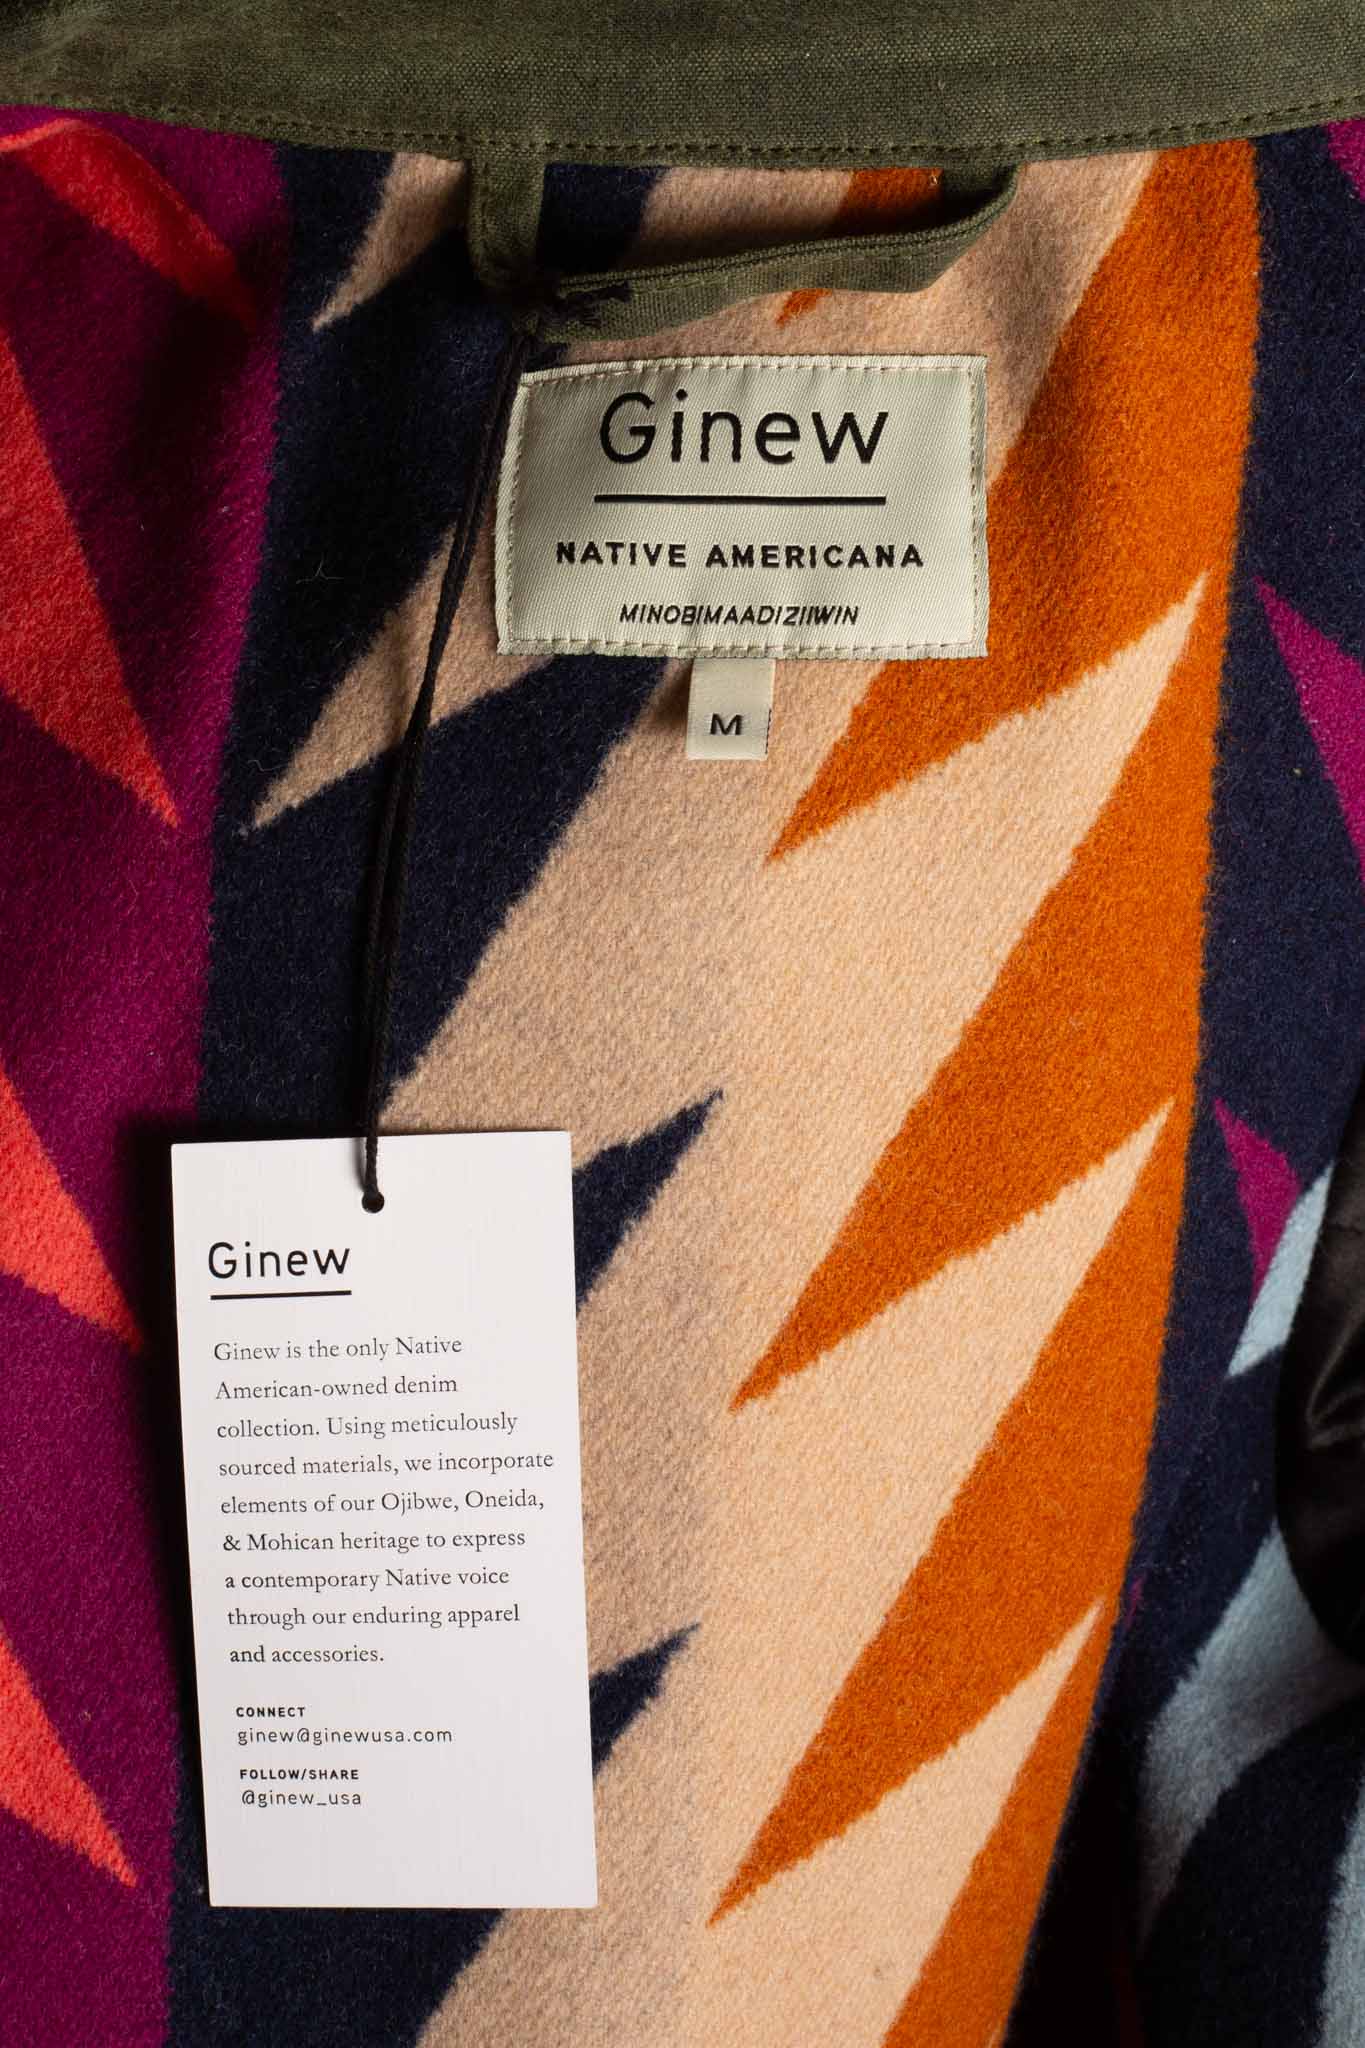 Ginew
NATIVE AMERICANA
MINOBIMAADIZIIWIN
M
Ginew
Ginew is the only Native
American-owned denim
collection. Using meticulously
sourced materials, we incorporate
elements of our Ojibwe, Oneida,
& Mohican heritage to express
a contemporary Native voice
through our enduring apparel
and accessories.
CONNECT
ginew@ginewusa.com
FOLLOW/SHARE
@ginew_usa